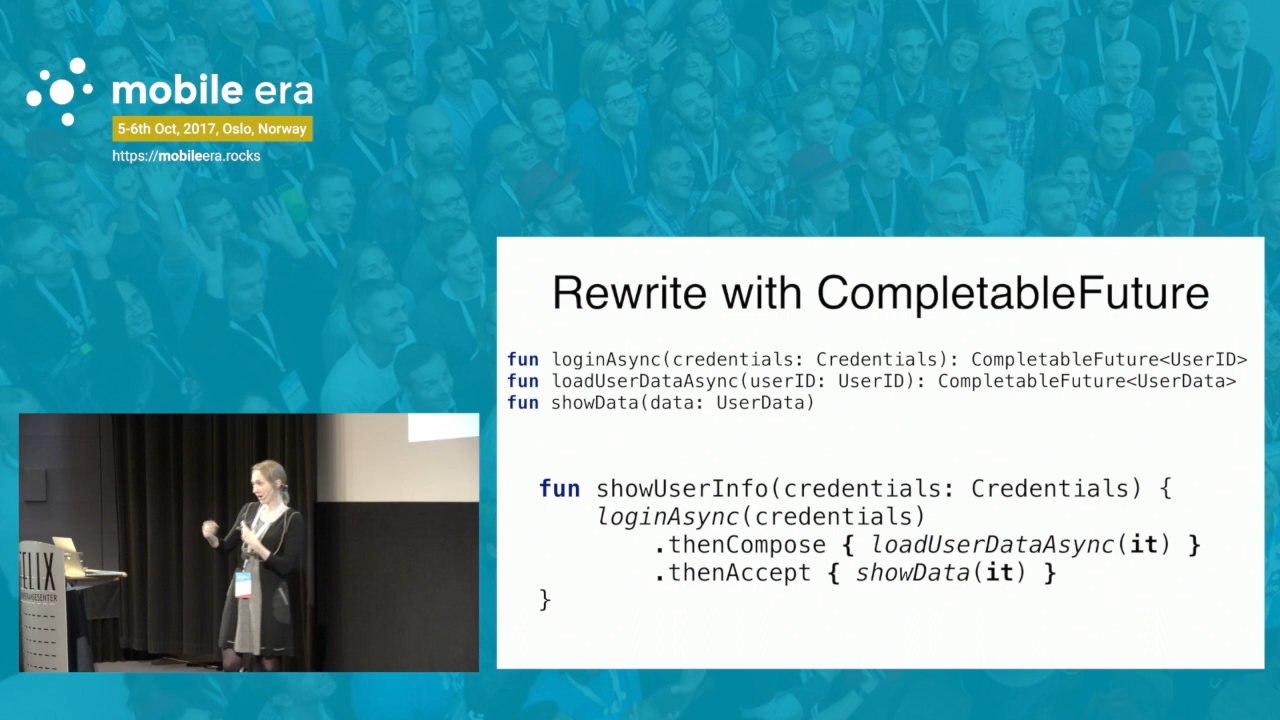 mobile era
5-6th Oct, 2017, Oslo, Norway
https://mobileera.rocks
Rewrite with CompletableFuture
fun loginAsync(credentials: Credentials): CompletableFuture<UserID>
fun loadUserDataAsync(userID: UserID): CompletableFuture<UserData>
fun showData(data: UserData)
fun showUserInfo(credentials: Credentials) {
loginAsync(credentials)
.thenCompose { loadUserDataAsync(it) }
.thenAccept { showData(it) }
}